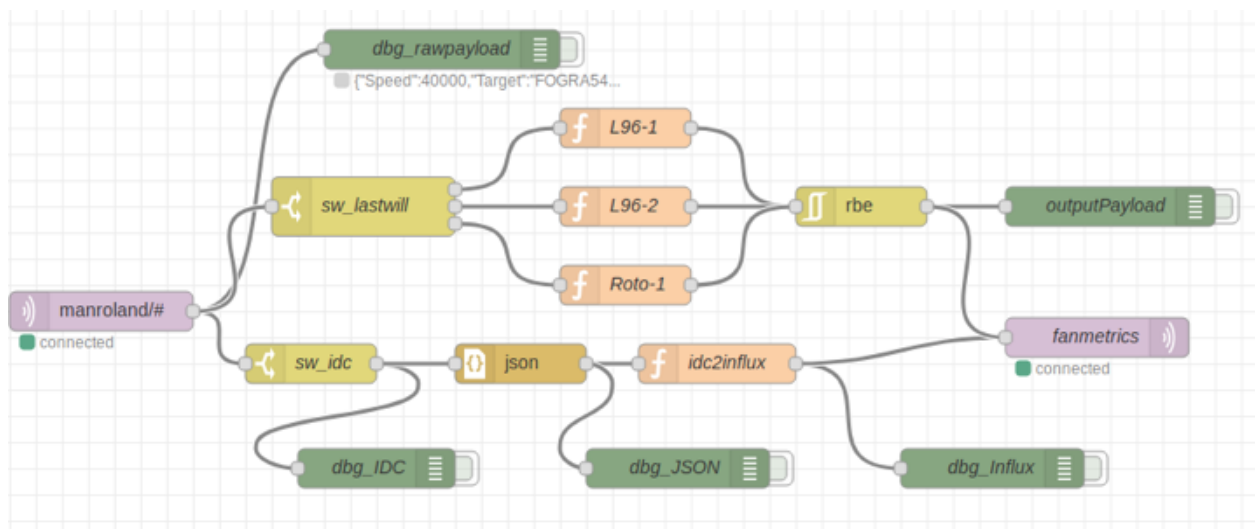 dbg_rawpayload
{"Speed":40000,"Target":"FOGRA54...
L96-1
sw_lastwill
L96-2
rbe
outputPayload
Roto-1
manroland/#
connected
fanmetrics
connected
sw_idc
json
idc2influx
dbg_IDC
dbg_JSON
dbg_Influx